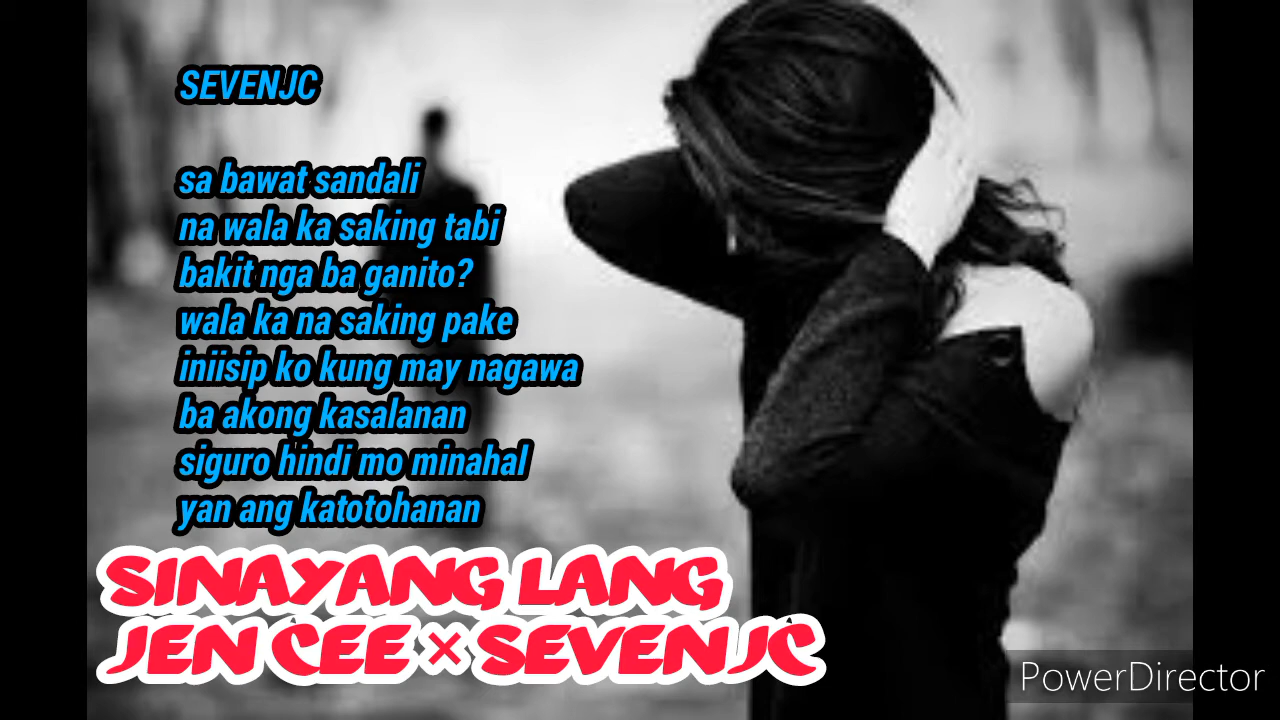 SEVENJC
sa bawat sandali
na wala ka saking tabi
bakit nga ba ganito?
wala ka na saking pake
iniisip ko kung may nagawa
ba akong kasalanan
siguro hindi mo minahal
yan ang katotohanan
SINAYANG LANG
JEN CEE × SEVENJC
PowerDirector